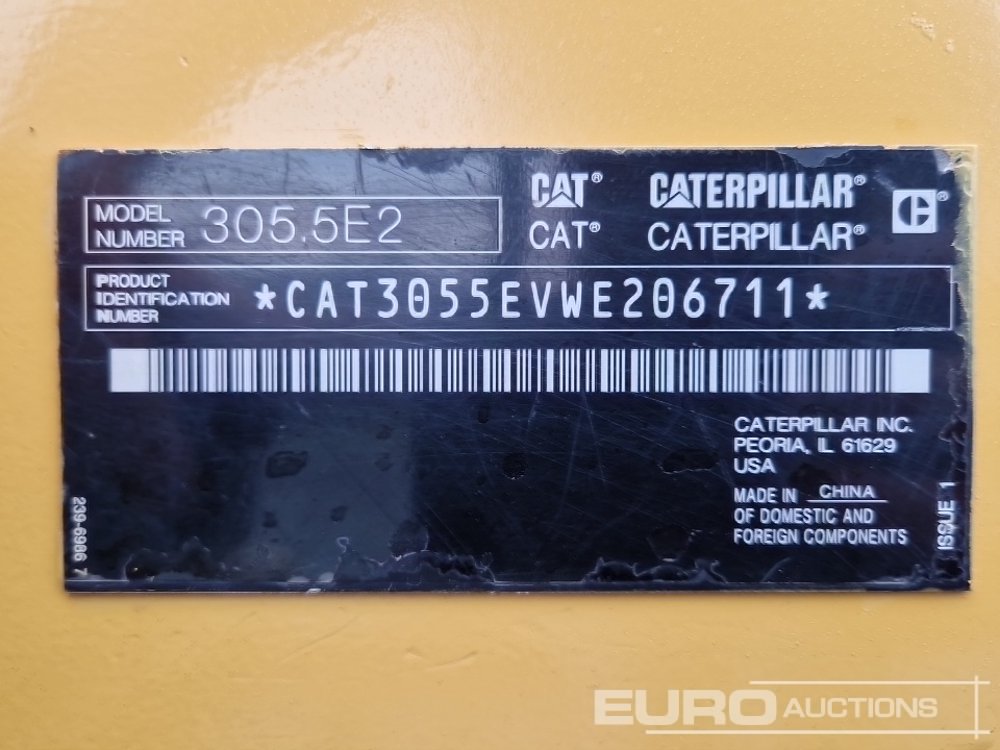 MODEL
NUMBER 305.5E2
CAT® CATERPILLAR® C®
CAT® CATERPILLAR®
PRODUCT
IDENTIFICATION
NUMBER
*CAT3055EVWE206711*
CATERPILLAR INC.
PEORIA, IL 61629
USA
MADE IN CHINA
OF DOMESTIC AND
FOREIGN COMPONENTS
239-6986 7
ISSUE 1
EURO AUCTIONS